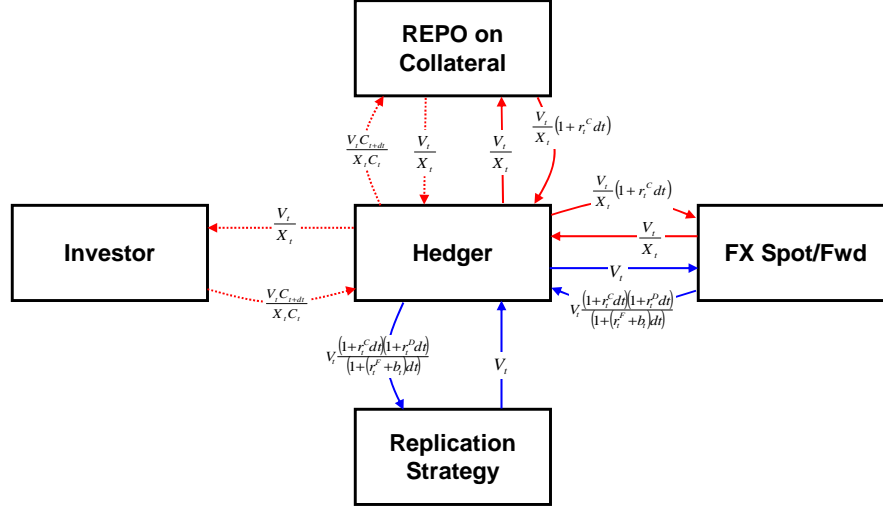 REPO on
Collateral
V_t C_{t+dt} / X_t C_t
V_t / X_t
V_t / X_t
V_t / X_t (1 + r_t^C dt)
V_t / X_t (1 + r_t^C dt)
V_t / X_t
V_t / X_t
Investor
Hedger
FX Spot/Fwd
V_t
V_t C_{t+dt} / X_t C_t
V_t (1+r_t^C dt)(1+r_t^D dt) / (1+(r_t^F+b_t)dt)
V_t (1+r_t^C dt)(1+r_t^D dt) / (1+(r_t^F+b_t)dt)
V_t
Replication
Strategy